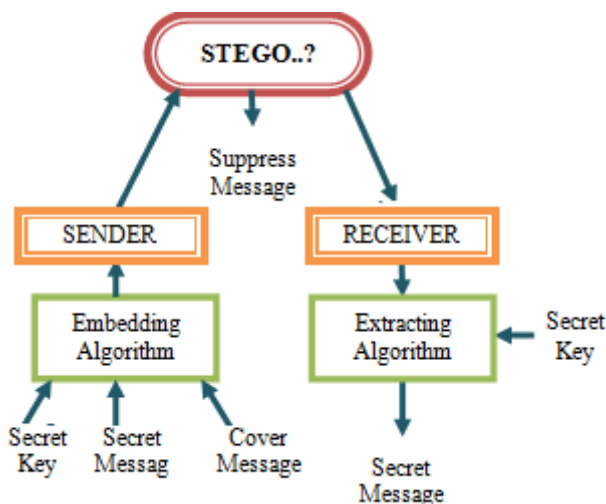 STEGO..?
Suppress
Message
SENDER
RECEIVER
Embedding
Algorithm
Extracting
Algorithm
Secret
Key
Secret
Key
Secret
Messag
Cover
Message
Secret
Message